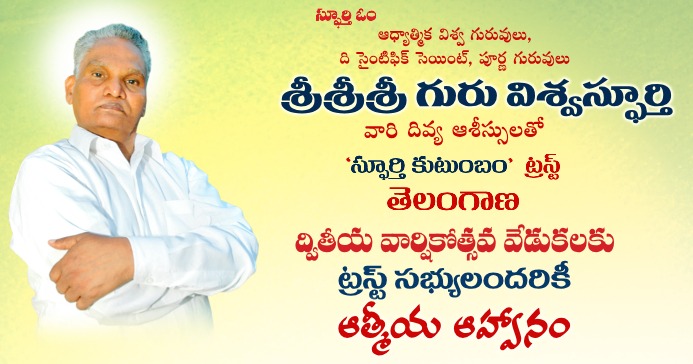 స్ఫూర్తి ఓం
ఆధ్యాత్మిక విశ్వ గురువులు,
ది సైంటిఫిక్ సెయింట్, పూర్ణ గురువులు
శ్రీశ్రీశ్రీ గురు విశ్వస్ఫూర్తి
వారి దివ్య ఆశీస్సులతో
'స్ఫూర్తి కుటుంబం' ట్రస్ట్
తెలంగాణ
ద్వితీయ వార్షికోత్సవ వేడుకలకు
ట్రస్ట్ సభ్యులందరికీ
ఆత్మీయ ఆహ్వానం